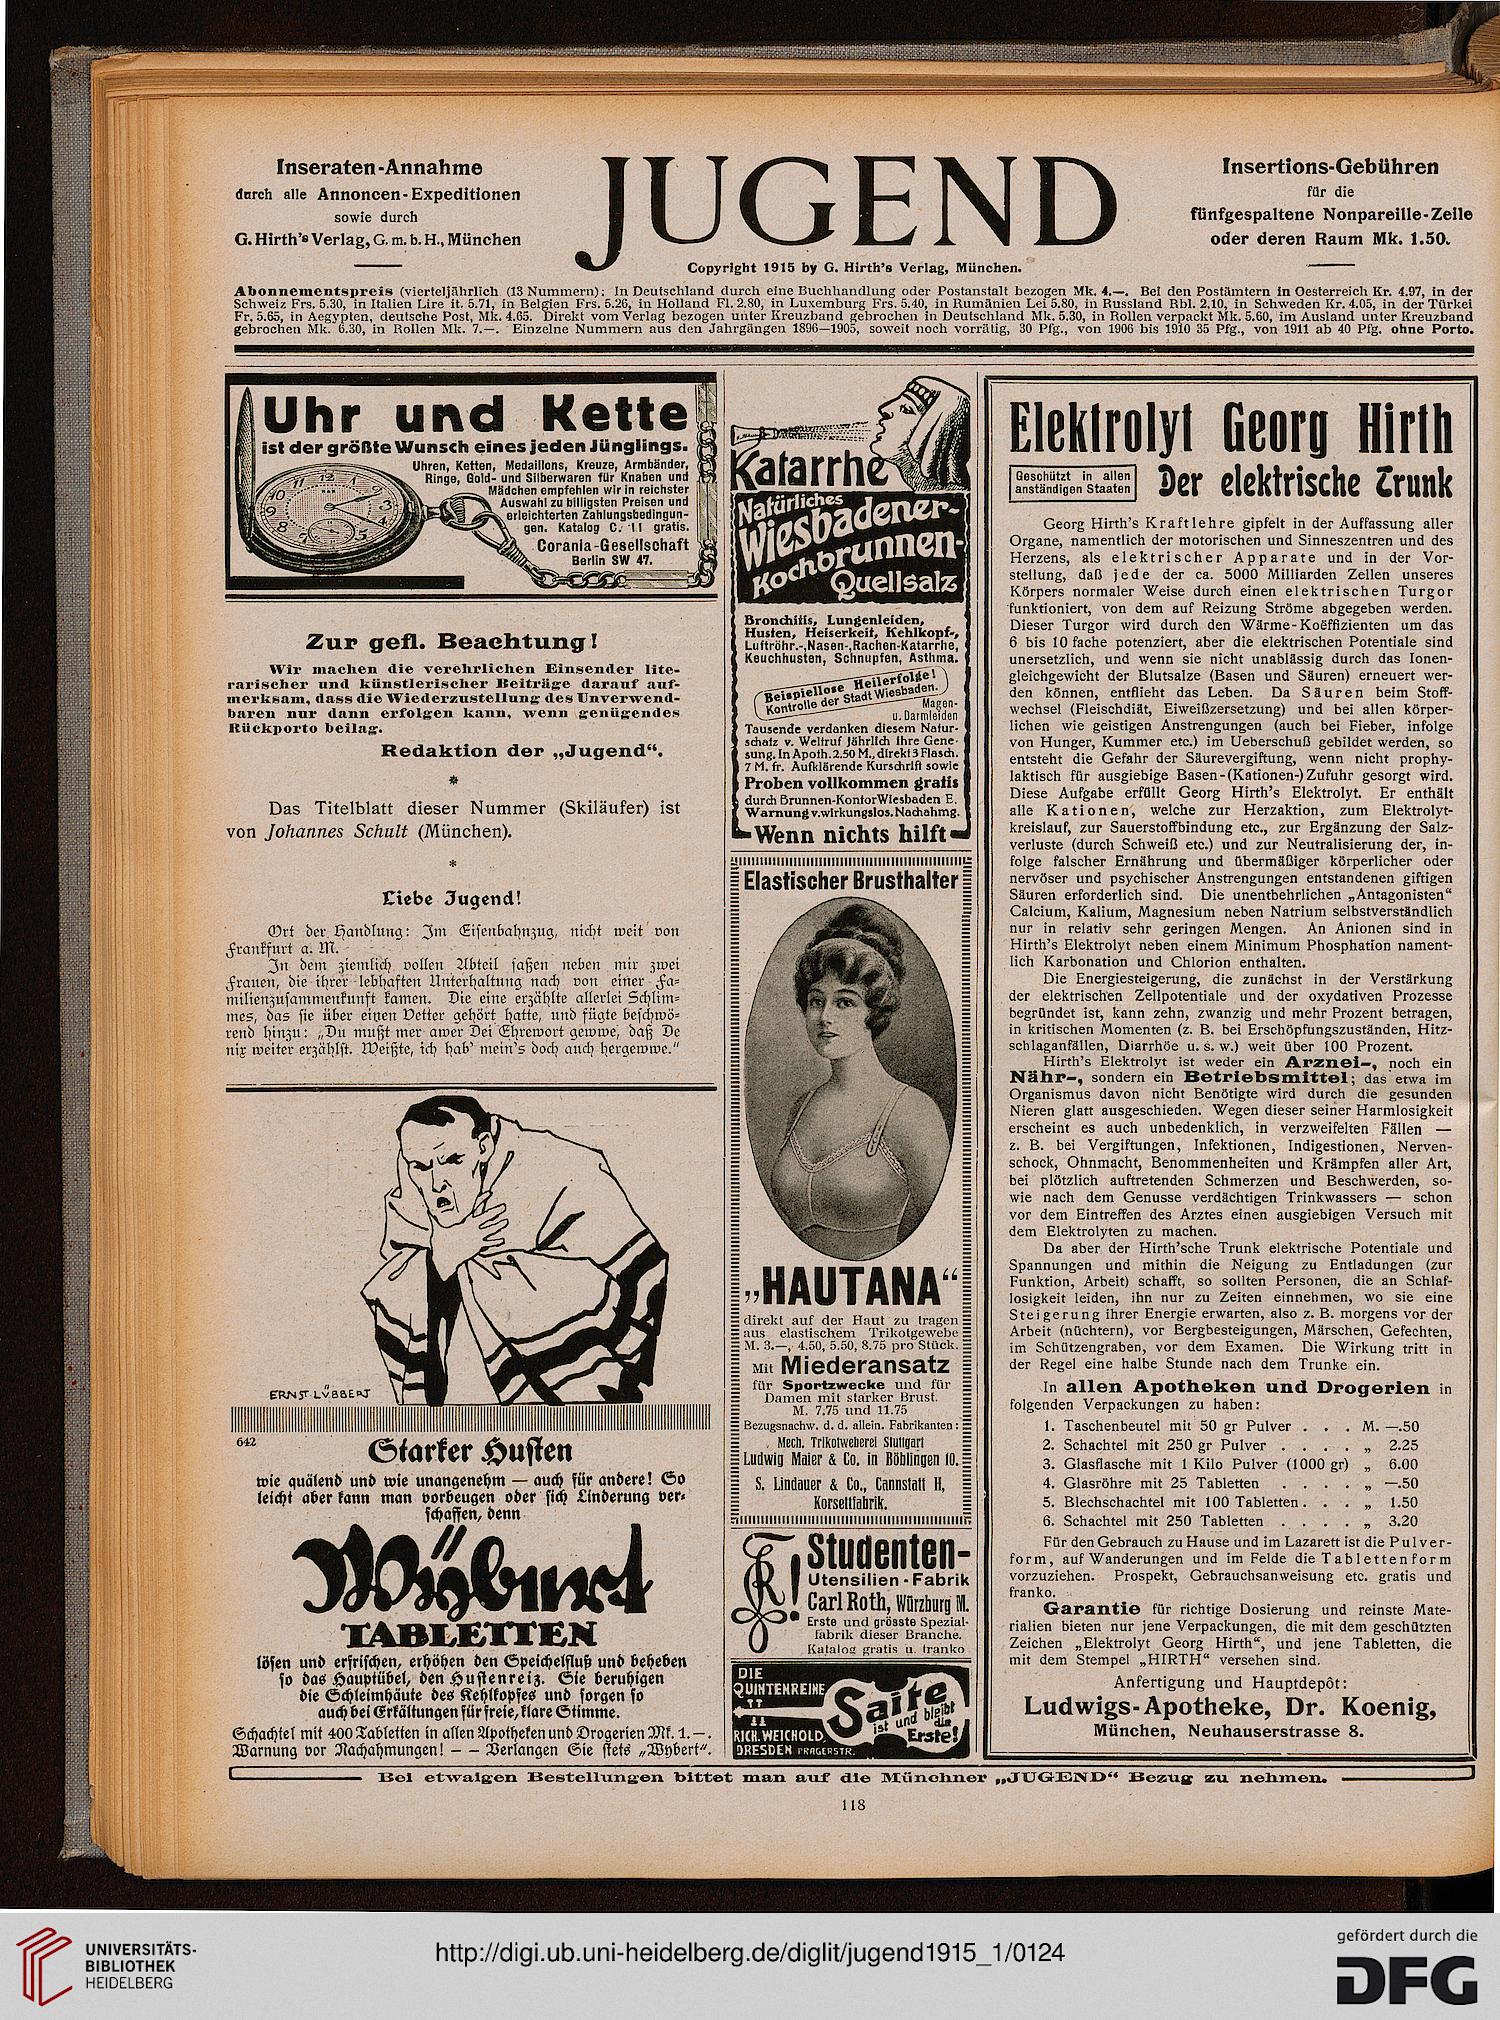 Inseraten-Annahme
durch alle Annoncen-Expeditionen
sowie durch
G. Hirth's Verlag, G. m. b. H., München
JUGEND
Copyright 1915 by G. Hirth's Verlag, München.
Insertions-Gebühren
für die
fünfgespaltene Nonpareille-Zeile
oder deren Raum Mk. 1.50.
Abonnementspreis (vierteljährlich (13 Nummern): In Deutschland durch eine Buchhandlung oder Postanstalt bezogen Mk. 4.—. Bei den Postämtern in Oesterreich Kr. 4.97, in der
Schweiz Frs. 5.30, in Italien Lire it. 5.71, in Belgien Frs. 5.26, in Holland Fl. 2.80, in Luxemburg Frs. 5.40, in Rumänien Lei 5.80, in Russland Rbl. 2.10, in Schweden Kr. 4.05, in der Türkei
Fr. 5.65, in Aegypten, deutsche Post, Mk. 4.65. Direkt vom Verlag bezogen unter Kreuzband gebrochen in Deutschland Mk. 5.30, in Rollen verpackt Mk. 5.60, im Ausland unter Kreuzband
gebrochen Mk. 6.30, in Rollen Mk. 7.—. Einzelne Nummern aus den Jahrgängen 1896—1905, soweit noch vorrätig, 30 Pfg., von 1906 bis 1910 35 Pfg., von 1911 ab 40 Pfg. ohne Porto.
Uhr und Kette
ist der größte Wunsch eines jeden Jünglings.
Uhren, Ketten, Medaillons, Kreuze, Armbänder,
Ringe, Gold- und Silberwaren für Knaben und
Mädchen empfehlen wir in reichster
Auswahl zu billigsten Preisen und
erleichterten Zahlungsbedingun-
gen. Katalog C. 11 gratis.
Corania-Gesellschaft
Berlin SW 47.
Zur gefl. Beachtung!
Wir machen die verehrlichen Einsender lite-
rarischer und künstlerischer Beiträge darauf auf-
merksam, dass die Wiederzustellung des Unverwend-
baren nur dann erfolgen kann, wenn genügendes
Rückporto beilag.
Redaktion der „Jugend“.
*
Das Titelblatt dieser Nummer (Skiläufer) ist
von Johannes Schult (München).
*
Liebe Jugend!
Ort der Handlung: Im Eisenbahnzug, nicht weit von
Frankfurt a. M.
In dem ziemlich vollen Abteil saßen neben mir zwei
Frauen, die ihrer lebhaften Unterhaltung nach von einer Fa-
milienzusammenkunft kamen. Die eine erzählte allerlei Schlim-
mes, das sie über einen Vetter gehört hatte, und fügte beschwö-
rend hinzu: „Du mußt mer awer Dei Ehrewort gewwe, daß De
nix weiter erzählst. Weißte, ich hab' mein's doch auch hergewwe.“
ERNST LÜBBERT
642
Starker Husten
wie quälend und wie unangenehm — auch für andere! So
leicht aber kann man vorbeugen oder sich Linderung ver-
schaffen, denn
Wybert
TABLETTEN
lösen und erfrischen, erhöhen den Speichelfluß und beheben
so das Hauptübel, den Hustenreiz. Sie beruhigen
die Schleimhäute des Kehlkopfes und sorgen so
auch bei Erkältungen für freie, klare Stimme.
Schachtel mit 400 Tabletten in allen Apotheken und Drogerien Mk. 1.—.
Warnung vor Nachahmungen! — — Verlangen Sie stets „Wybert“.
Katarrhe
Natürliches
Wiesbadener-
Kochbrunnen-
Quellsalz
Bronchitis, Lungenleiden,
Husten, Heiserkeit, Kehlkopf-,
Luftröhr.-,Nasen-,Rachen-Katarrhe,
Keuchhusten, Schnupfen, Asthma.
Beispiellose Heilerfolge!
Kontrolle der Stadt Wiesbaden.
Magen-
u. Darmleiden
Tausende verdanken diesem Natur-
schatz v. Weltruf jährlich ihre Gene-
sung. In Apoth. 2.50 M., direkt 3 Flasch.
7 M. fr. Aufklärende Kurschrift sowie
Proben vollkommen gratis
durch Brunnen-Kontor Wiesbaden E.
Warnung v. wirkungslos. Nachahmg.
Wenn nichts hilft
Elastischer Brusthalter
„HAUTANA“
direkt auf der Haut zu tragen
aus elastischem Trikotgewebe
M. 3.—, 4.50, 5.50, 8.75 pro Stück.
Mit Miederansatz
für Sportzwecke und für
Damen mit starker Brust.
M. 7.75 und 11.75
Bezugsnachw. d. d. allein. Fabrikanten:
Mech. Trikotweberei Stuttgart
Ludwig Maier & Co. in Böblingen 10.
S. Lindauer & Co., Cannstatt H,
Korsettfabrik.
Studenten-
Utensilien-Fabrik
Carl Roth, Würzburg M.
Erste und grösste Spezial-
fabrik dieser Branche.
Katalog gratis u. franko
DIE
QUINTENREINE
Saite
ist und bleibt
die
Erste!
RICH. WEICHOLD
DRESDEN PRAGERSTR.
Elektrolyt Georg Hirth
Geschützt in allen
anständigen Staaten
Der elektrische Trunk
Georg Hirth's Kraftlehre gipfelt in der Auffassung aller
Organe, namentlich der motorischen und Sinneszentren und des
Herzens, als elektrischer Apparate und in der Vor-
stellung, daß jede der ca. 5000 Milliarden Zellen unseres
Körpers normaler Weise durch einen elektrischen Turgor
funktioniert, von dem auf Reizung Ströme abgegeben werden.
Dieser Turgor wird durch den Wärme-Koëffizienten um das
6 bis 10 fache potenziert, aber die elektrischen Potentiale sind
unersetzlich, und wenn sie nicht unablässig durch das Ionen-
gleichgewicht der Blutsalze (Basen und Säuren) erneuert wer-
den können, entflieht das Leben. Da Säuren beim Stoff-
wechsel (Fleischdiät, Eiweißzersetzung) und bei allen körper-
lichen wie geistigen Anstrengungen (auch bei Fieber, infolge
von Hunger, Kummer etc.) im Ueberschuß gebildet werden, so
entsteht die Gefahr der Säurevergiftung, wenn nicht prophy-
laktisch für ausgiebige Basen-(Kationen-)Zufuhr gesorgt wird.
Diese Aufgabe erfüllt Georg Hirth's Elektrolyt. Er enthält
alle Kationen, welche zur Herzaktion, zum Elektrolyt-
kreislauf, zur Sauerstoffbindung etc., zur Ergänzung der Salz-
verluste (durch Schweiß etc.) und zur Neutralisierung der, in-
folge falscher Ernährung und übermäßiger körperlicher oder
nervöser und psychischer Anstrengungen entstandenen giftigen
Säuren erforderlich sind. Die unentbehrlichen „Antagonisten“
Calcium, Kalium, Magnesium neben Natrium selbstverständlich
nur in relativ sehr geringen Mengen. An Anionen sind in
Hirth's Elektrolyt neben einem Minimum Phosphation nament-
lich Karbonation und Chlorion enthalten.
Die Energiesteigerung, die zunächst in der Verstärkung
der elektrischen Zellpotentiale und der oxydativen Prozesse
begründet ist, kann zehn, zwanzig und mehr Prozent betragen,
in kritischen Momenten (z. B. bei Erschöpfungszuständen, Hitz-
schlaganfällen, Diarrhöe u. s. w.) weit über 100 Prozent.
Hirth's Elektrolyt ist weder ein Arznei-, noch ein
Nähr-, sondern ein Betriebsmittel; das etwa im
Organismus davon nicht Benötigte wird durch die gesunden
Nieren glatt ausgeschieden. Wegen dieser seiner Harmlosigkeit
erscheint es auch unbedenklich, in verzweifelten Fällen —
z. B. bei Vergiftungen, Infektionen, Indigestionen, Nerven-
schock, Ohnmacht, Benommenheiten und Krämpfen aller Art,
bei plötzlich auftretenden Schmerzen und Beschwerden, so-
wie nach dem Genusse verdächtigen Trinkwassers — schon
vor dem Eintreffen des Arztes einen ausgiebigen Versuch mit
dem Elektrolyten zu machen.
Da aber der Hirth'sche Trunk elektrische Potentiale und
Spannungen und mithin die Neigung zu Entladungen (zur
Funktion, Arbeit) schafft, so sollten Personen, die an Schlaf-
losigkeit leiden, ihn nur zu Zeiten einnehmen, wo sie eine
Steigerung ihrer Energie erwarten, also z. B. morgens vor der
Arbeit (nüchtern), vor Bergbesteigungen, Märschen, Gefechten,
im Schützengraben, vor dem Examen. Die Wirkung tritt in
der Regel eine halbe Stunde nach dem Trunke ein.
In allen Apotheken und Drogerien in
folgenden Verpackungen zu haben:
1. Taschenbeutel mit 50 gr Pulver . . . M. —.50
2. Schachtel mit 250 gr Pulver . . . . „ 2.25
3. Glasflasche mit 1 Kilo Pulver (1000 gr) „ 6.00
4. Glasröhre mit 25 Tabletten . . . . „ —.50
5. Blechschachtel mit 100 Tabletten . . . „ 1.50
6. Schachtel mit 250 Tabletten . . . . „ 3.20
Für den Gebrauch zu Hause und im Lazarett ist die Pulver-
form, auf Wanderungen und im Felde die Tablettenform
vorzuziehen. Prospekt, Gebrauchsanweisung etc. gratis und
franko.
Garantie für richtige Dosierung und reinste Mate-
rialien bieten nur jene Verpackungen, die mit dem geschützten
Zeichen „Elektrolyt Georg Hirth“, und jene Tabletten, die
mit dem Stempel „HIRTH“ versehen sind.
Anfertigung und Hauptdepôt:
Ludwigs-Apotheke, Dr. Koenig,
München, Neuhauserstrasse 8.
Bei etwaigen Bestellungen bittet man auf die Münchner „JUGEND“ Bezug zu nehmen.
118
UNIVERSITÄTS-
BIBLIOTHEK
HEIDELBERG
http://digi.ub.uni-heidelberg.de/diglit/jugend1915_1/0124
gefördert durch die
DFG